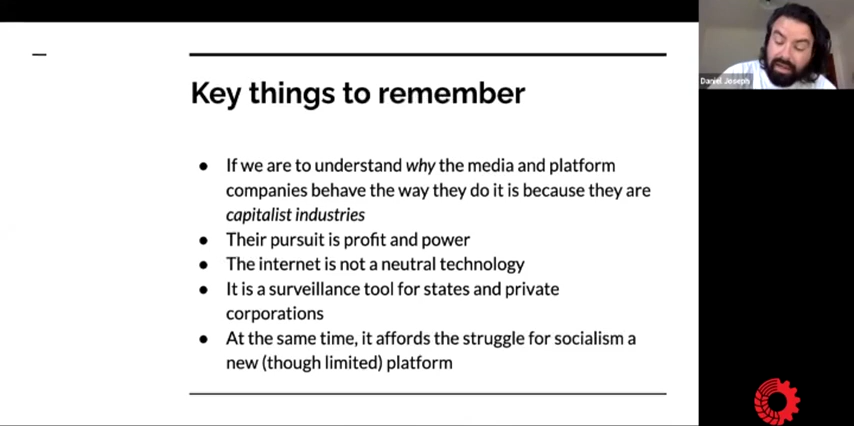 Key things to remember
● If we are to understand why the media and platform
companies behave the way they do it is because they are
capitalist industries
● Their pursuit is profit and power
● The internet is not a neutral technology
● It is a surveillance tool for states and private
corporations
● At the same time, it affords the struggle for socialism a
new (though limited) platform
Daniel Joseph